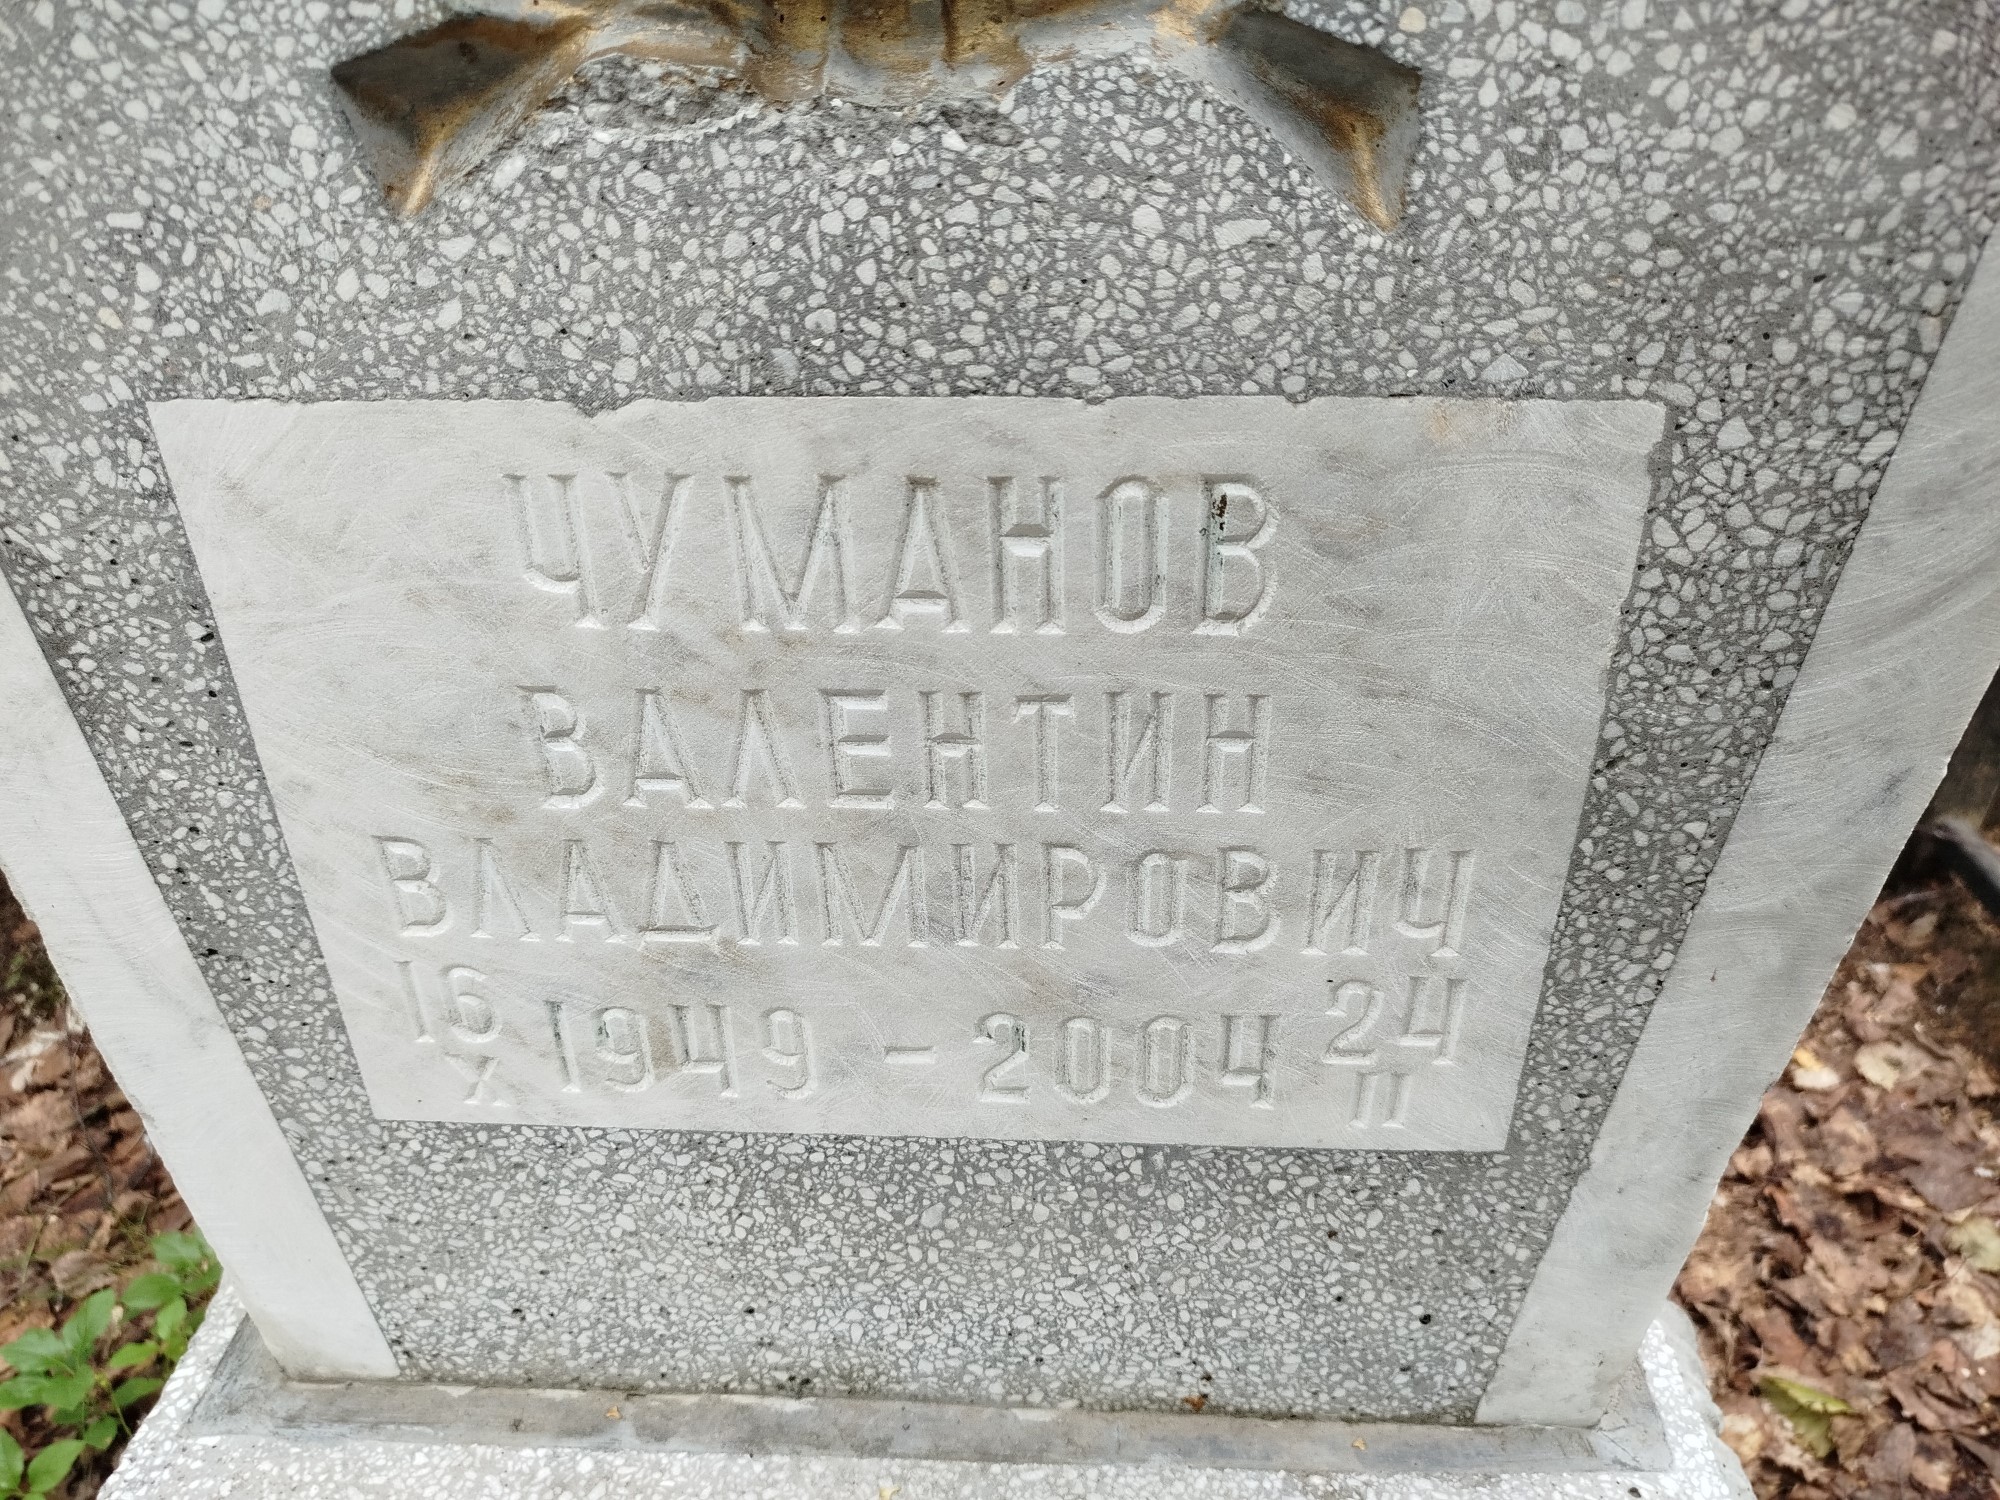 ЧУМАНОВ
ВАЛЕНТИН
ВЛАДИМИРОВИЧ
16 X 1949 – 2004 24 II